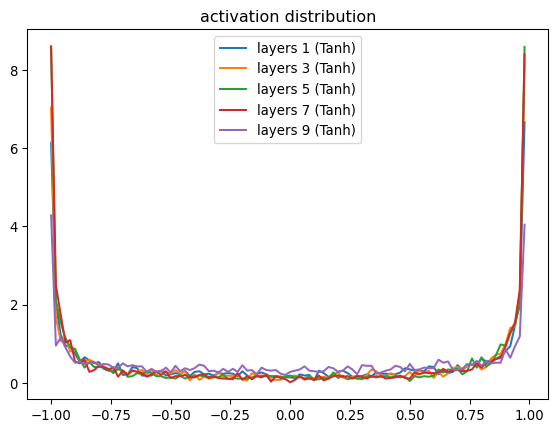 activation distribution
layers 1 (Tanh)
layers 3 (Tanh)
layers 5 (Tanh)
layers 7 (Tanh)
layers 9 (Tanh)
8
6
4
2
0
−1.00 −0.75 −0.50 −0.25 0.00 0.25 0.50 0.75 1.00